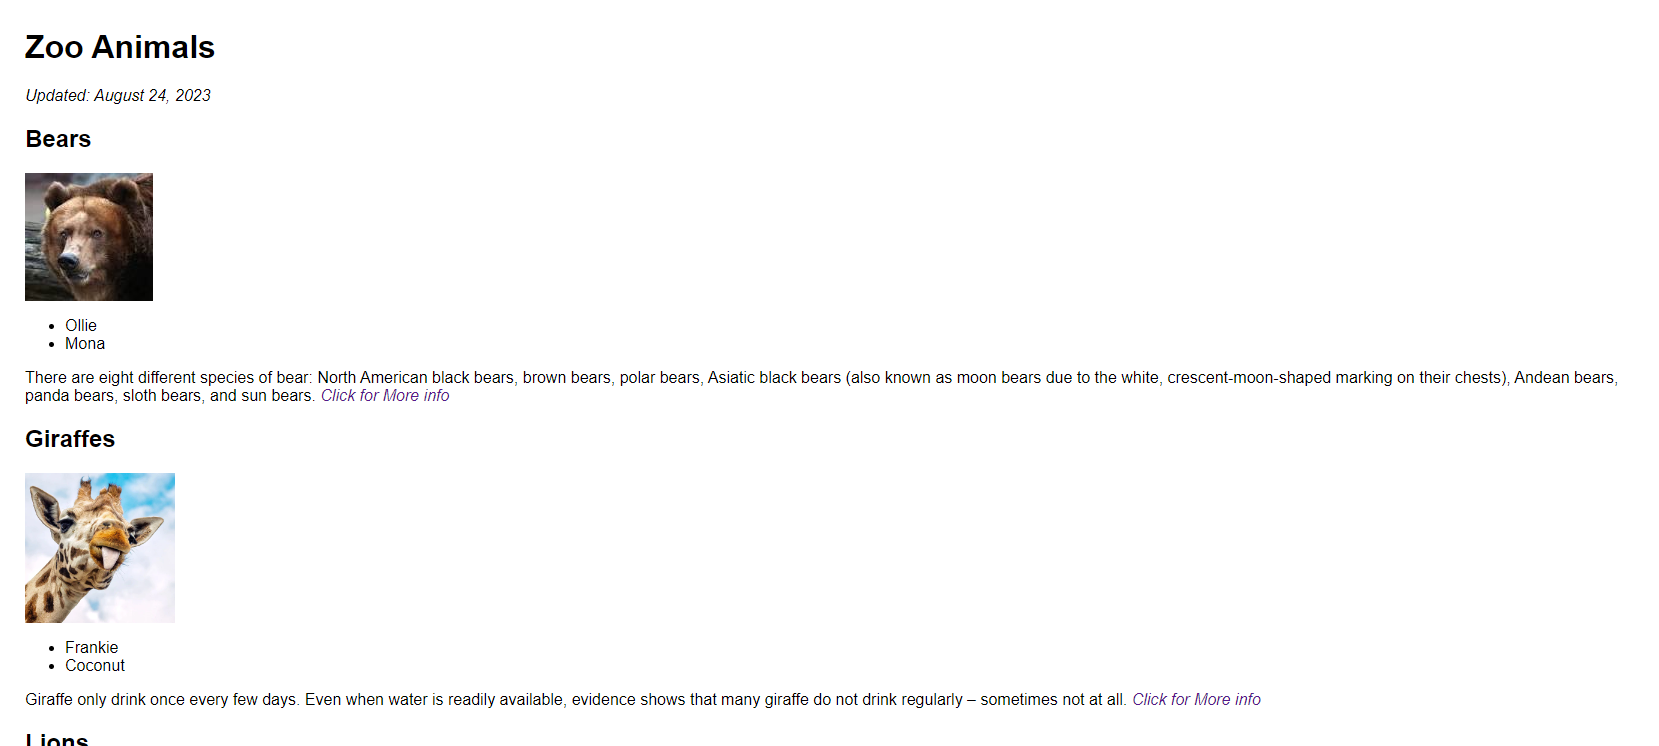 Zoo Animals
Updated: August 24, 2023
Bears
Ollie
Mona
There are eight different species of bear: North American black bears, brown bears, polar bears, Asiatic black bears (also known as moon bears due to the white, crescent-moon-shaped marking on their chests), Andean bears,
panda bears, sloth bears, and sun bears. Click for More info
Giraffes
Frankie
Coconut
Giraffe only drink once every few days. Even when water is readily available, evidence shows that many giraffe do not drink regularly – sometimes not at all. Click for More info
Lions